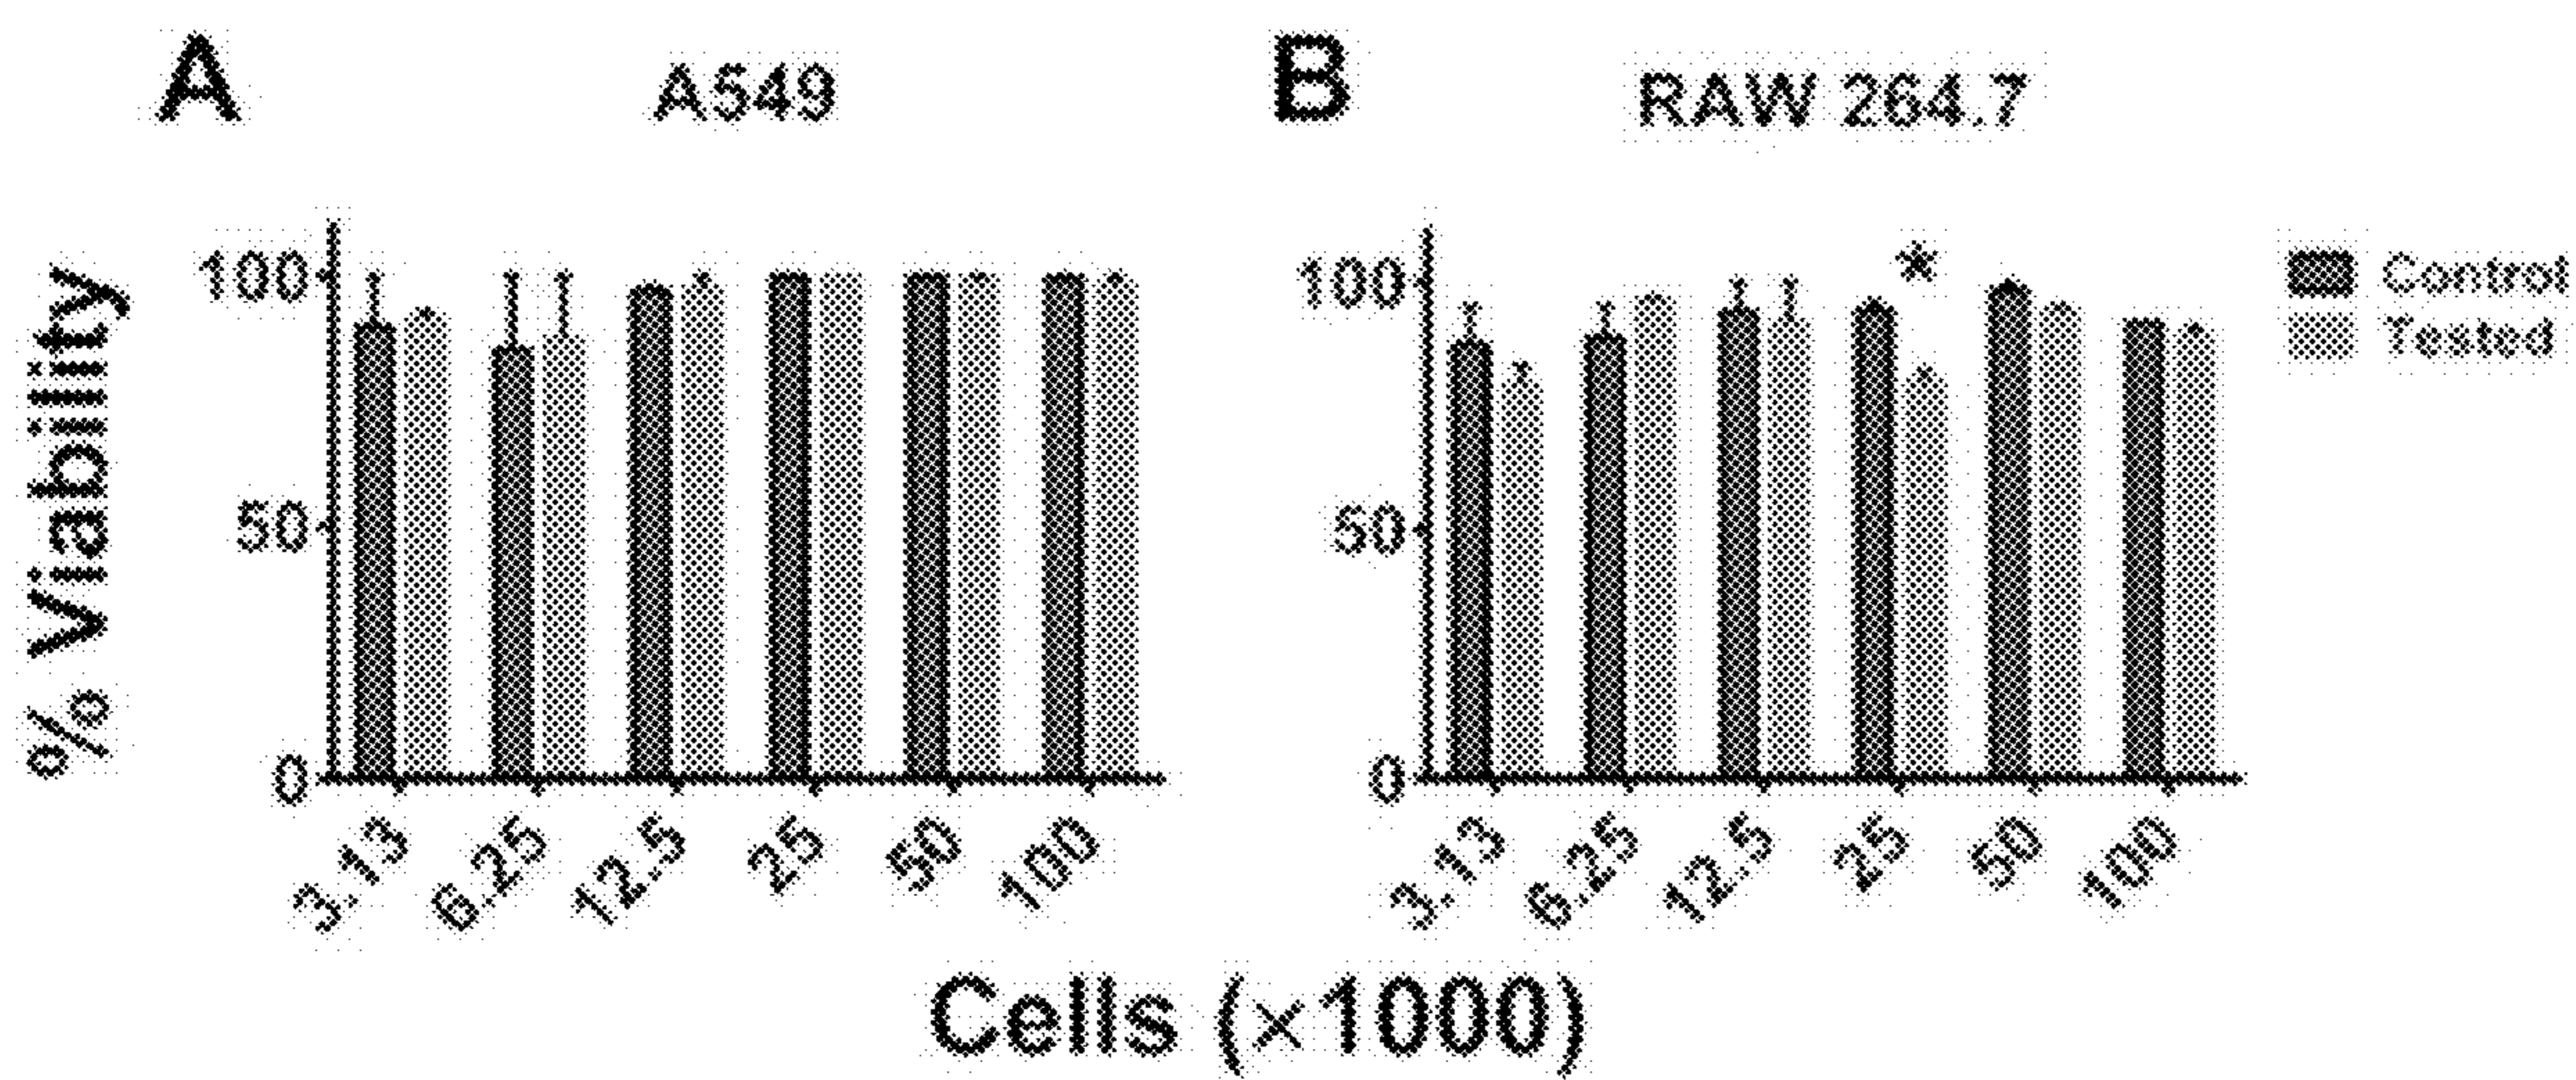 A
A549
B
RAW 264.7
% Viability
100
50
0
3.13
6.25
12.5
25
50
100
100
50
0
*
3.13
6.25
12.5
25
50
100
Control
Tested
Cells (×1000)